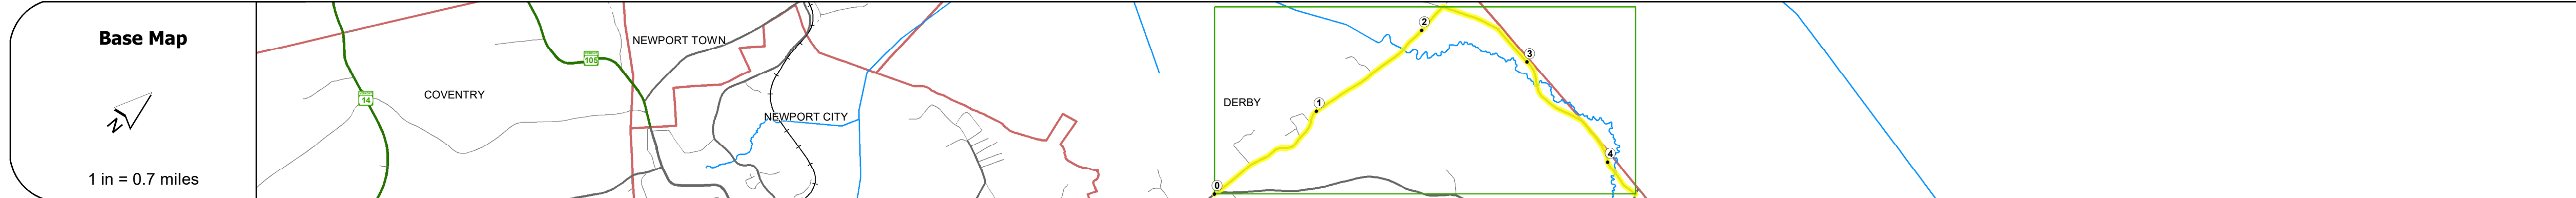 Base Map
N
1 in = 0.7 miles
14
COVENTRY
105
NEWPORT TOWN
NEWPORT CITY
DERBY
0
1
2
3
4